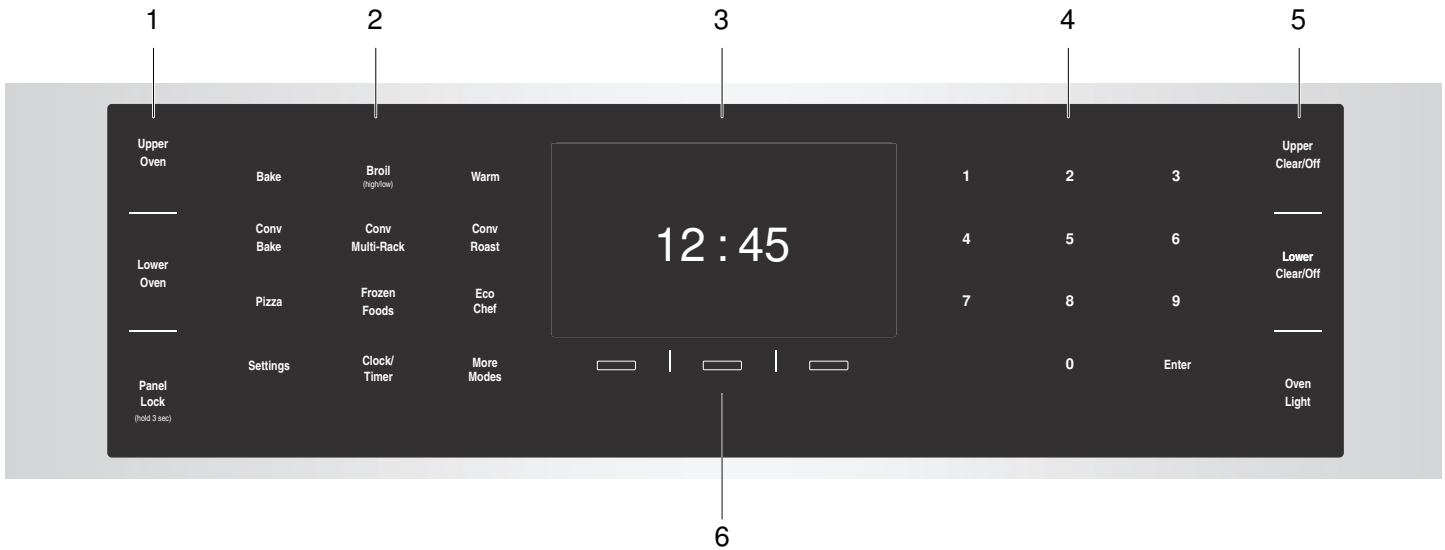 1 2 3 4 5
Upper
Oven
Lower
Oven
Panel
Lock
(hold 3 sec)
Bake
Broil
(high/low)
Warm
Conv
Bake
Conv
Multi-Rack
Conv
Roast
Pizza
Frozen
Foods
Eco
Chef
Settings
Clock/
Timer
More
Modes
12 : 45
1 2 3
4 5 6
7 8 9
0 Enter
Upper
Clear/Off
Lower
Clear/Off
Oven
Light
6